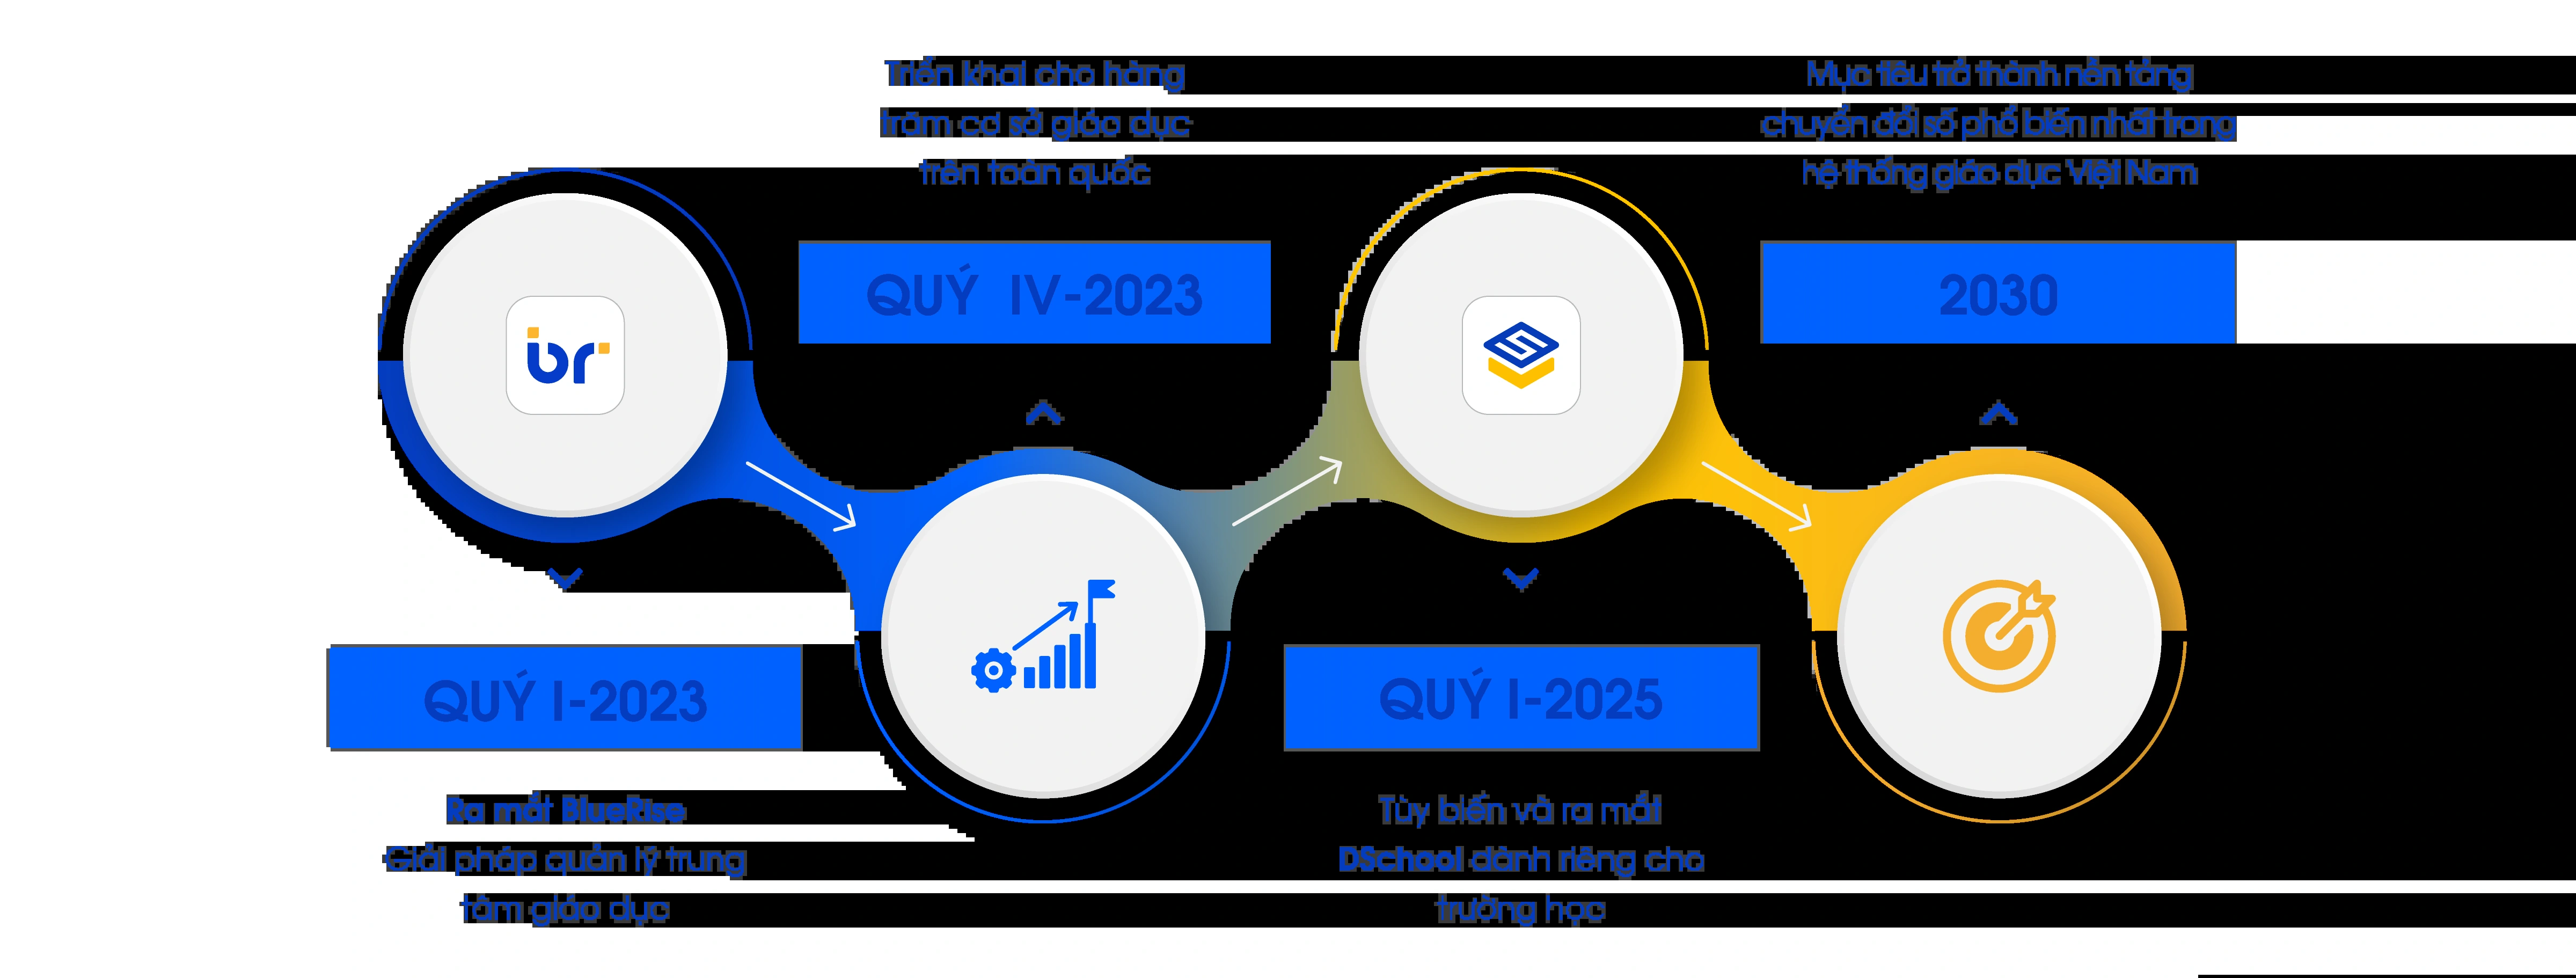 Triển khai cho hàng
trăm cơ sở giáo dục
trên toàn quốc
Mục tiêu trở thành nền tảng
chuyển đổi số phổ biến nhất trong
hệ thống giáo dục Việt Nam
QUÝ IV-2023
2030
br
QUÝ I-2023
QUÝ I-2025
Ra mắt BlueRise
Giải pháp quản lý trung
tâm giáo dục
Tùy biến và ra mắt
DSchool dành riêng cho
trường học